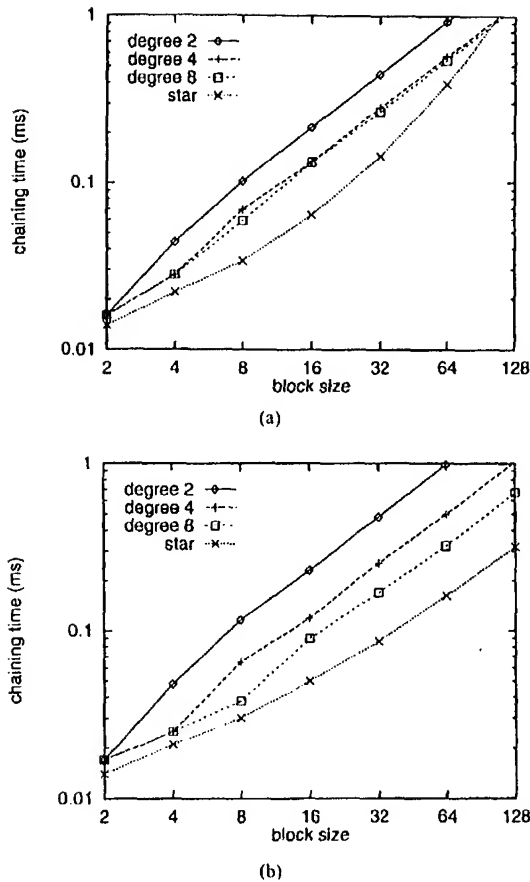 1
degree 2
degree 4
degree 8
star
0.1
chaining time (ms)
0.01
2 4 8 16 32 64 128
block size
(a)
1
degree 2
degree 4
degree 8
star
0.1
chaining time (ms)
0.01
2 4 8 16 32 64 128
block size
(b)